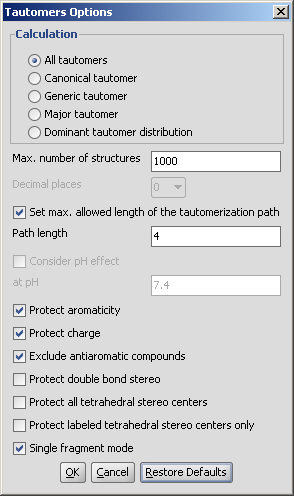 Tautomers Options
Calculation
All tautomers
Canonical tautomer
Generic tautomer
Major tautomer
Dominant tautomer distribution
Max. number of structures 1000
Decimal places 0
Set max. allowed length of the tautomerization path
Path length 4
Consider pH effect
at pH 7.4
Protect aromaticity
Protect charge
Exclude antiaromatic compounds
Protect double bond stereo
Protect all tetrahedral stereo centers
Protect labeled tetrahedral stereo centers only
Single fragment mode
OK Cancel Restore Defaults